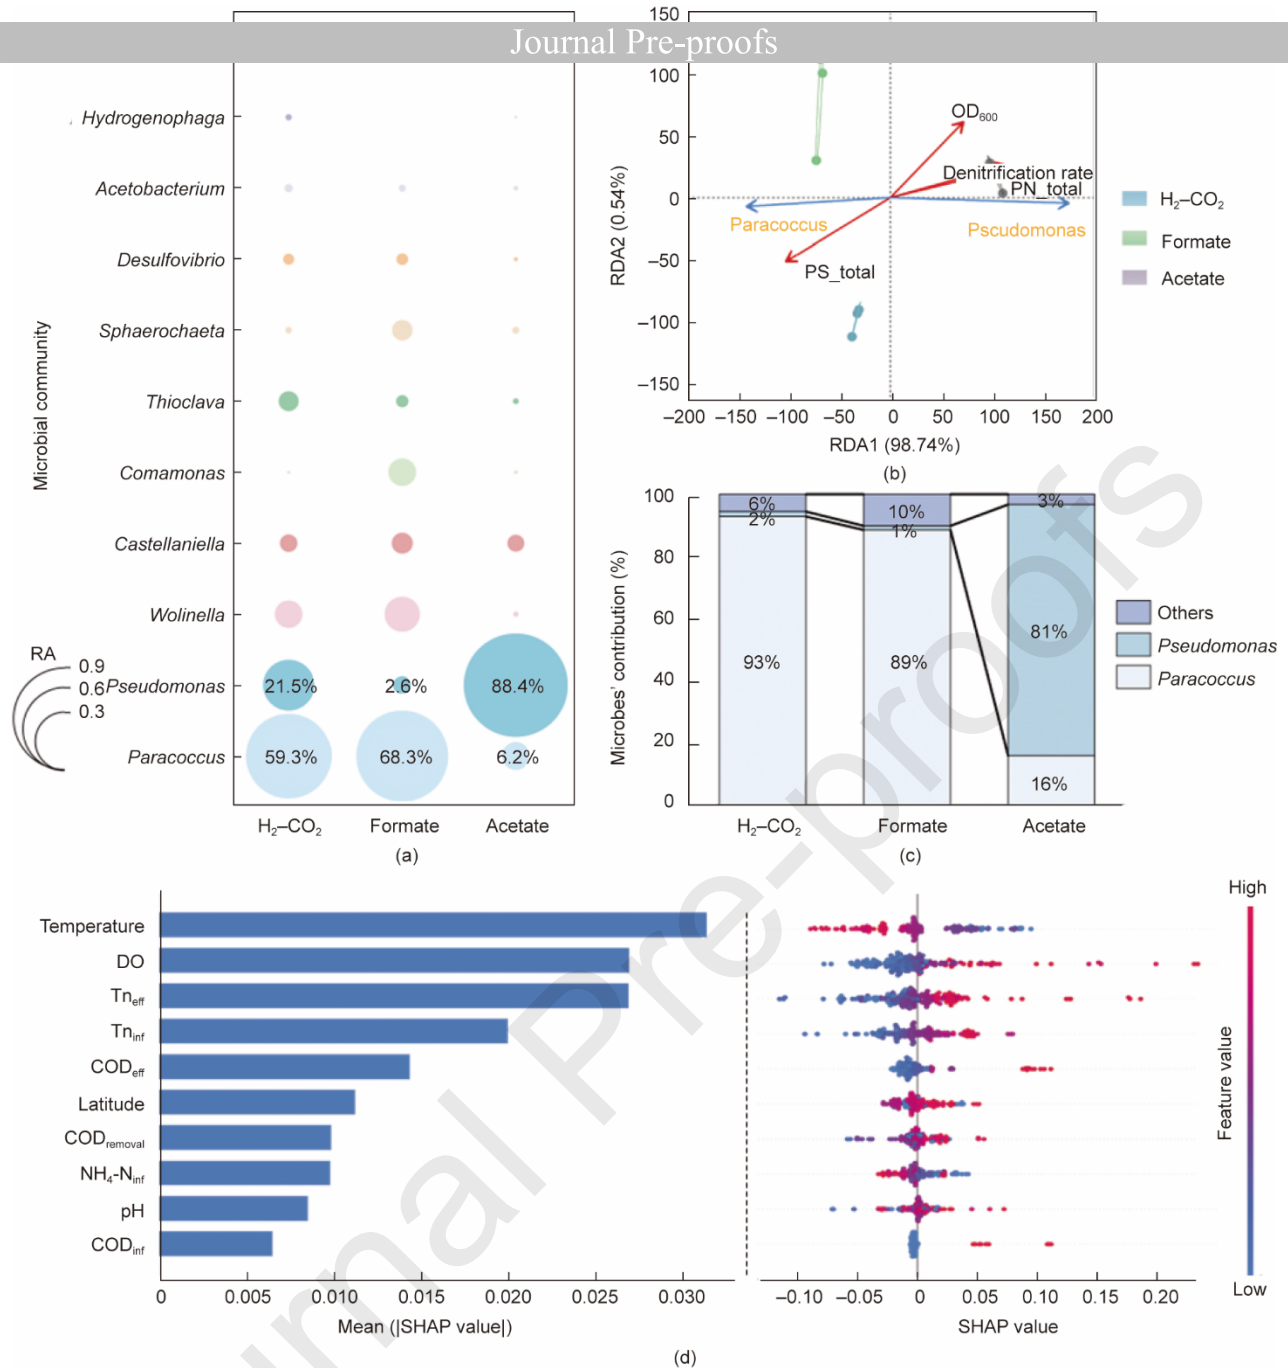 Journal Pre-proofs
Microbial community
Hydrogenophaga
Acetobacterium
Desulfovibrio
Sphaerochaeta
Thioclava
Comamonas
Castellaniella
Wolinella
Pseudomonas
Paracoccus
RA
0.9
0.6
0.3
21.5%
2.6%
88.4%
59.3%
68.3%
6.2%
H₂–CO₂
Formate
Acetate
(a)
RDA2 (0.54%)
150
100
50
0
–50
–100
–150
OD₆₀₀
Denitrification rate
PN_total
Paracoccus
Pscudomonas
PS_total
–200 –150 –100 –50 0 50 100 150 200
RDA1 (98.74%)
(b)
H₂–CO₂
Formate
Acetate
Microbes' contribution (%)
100
80
60
40
20
0
6%
2%
93%
10%
1%
89%
3%
81%
16%
H₂–CO₂
Formate
Acetate
(c)
Others
Pseudomonas
Paracoccus
Temperature
DO
Tn_eff
Tn_inf
COD_eff
Latitude
COD_removal
NH₄-N_inf
pH
COD_inf
0 0.005 0.010 0.015 0.020 0.025 0.030
Mean (|SHAP value|)
–0.10 –0.05 0 0.05 0.10 0.15 0.20
SHAP value
High
Feature value
Low
(d)
Journal Pre-proofs